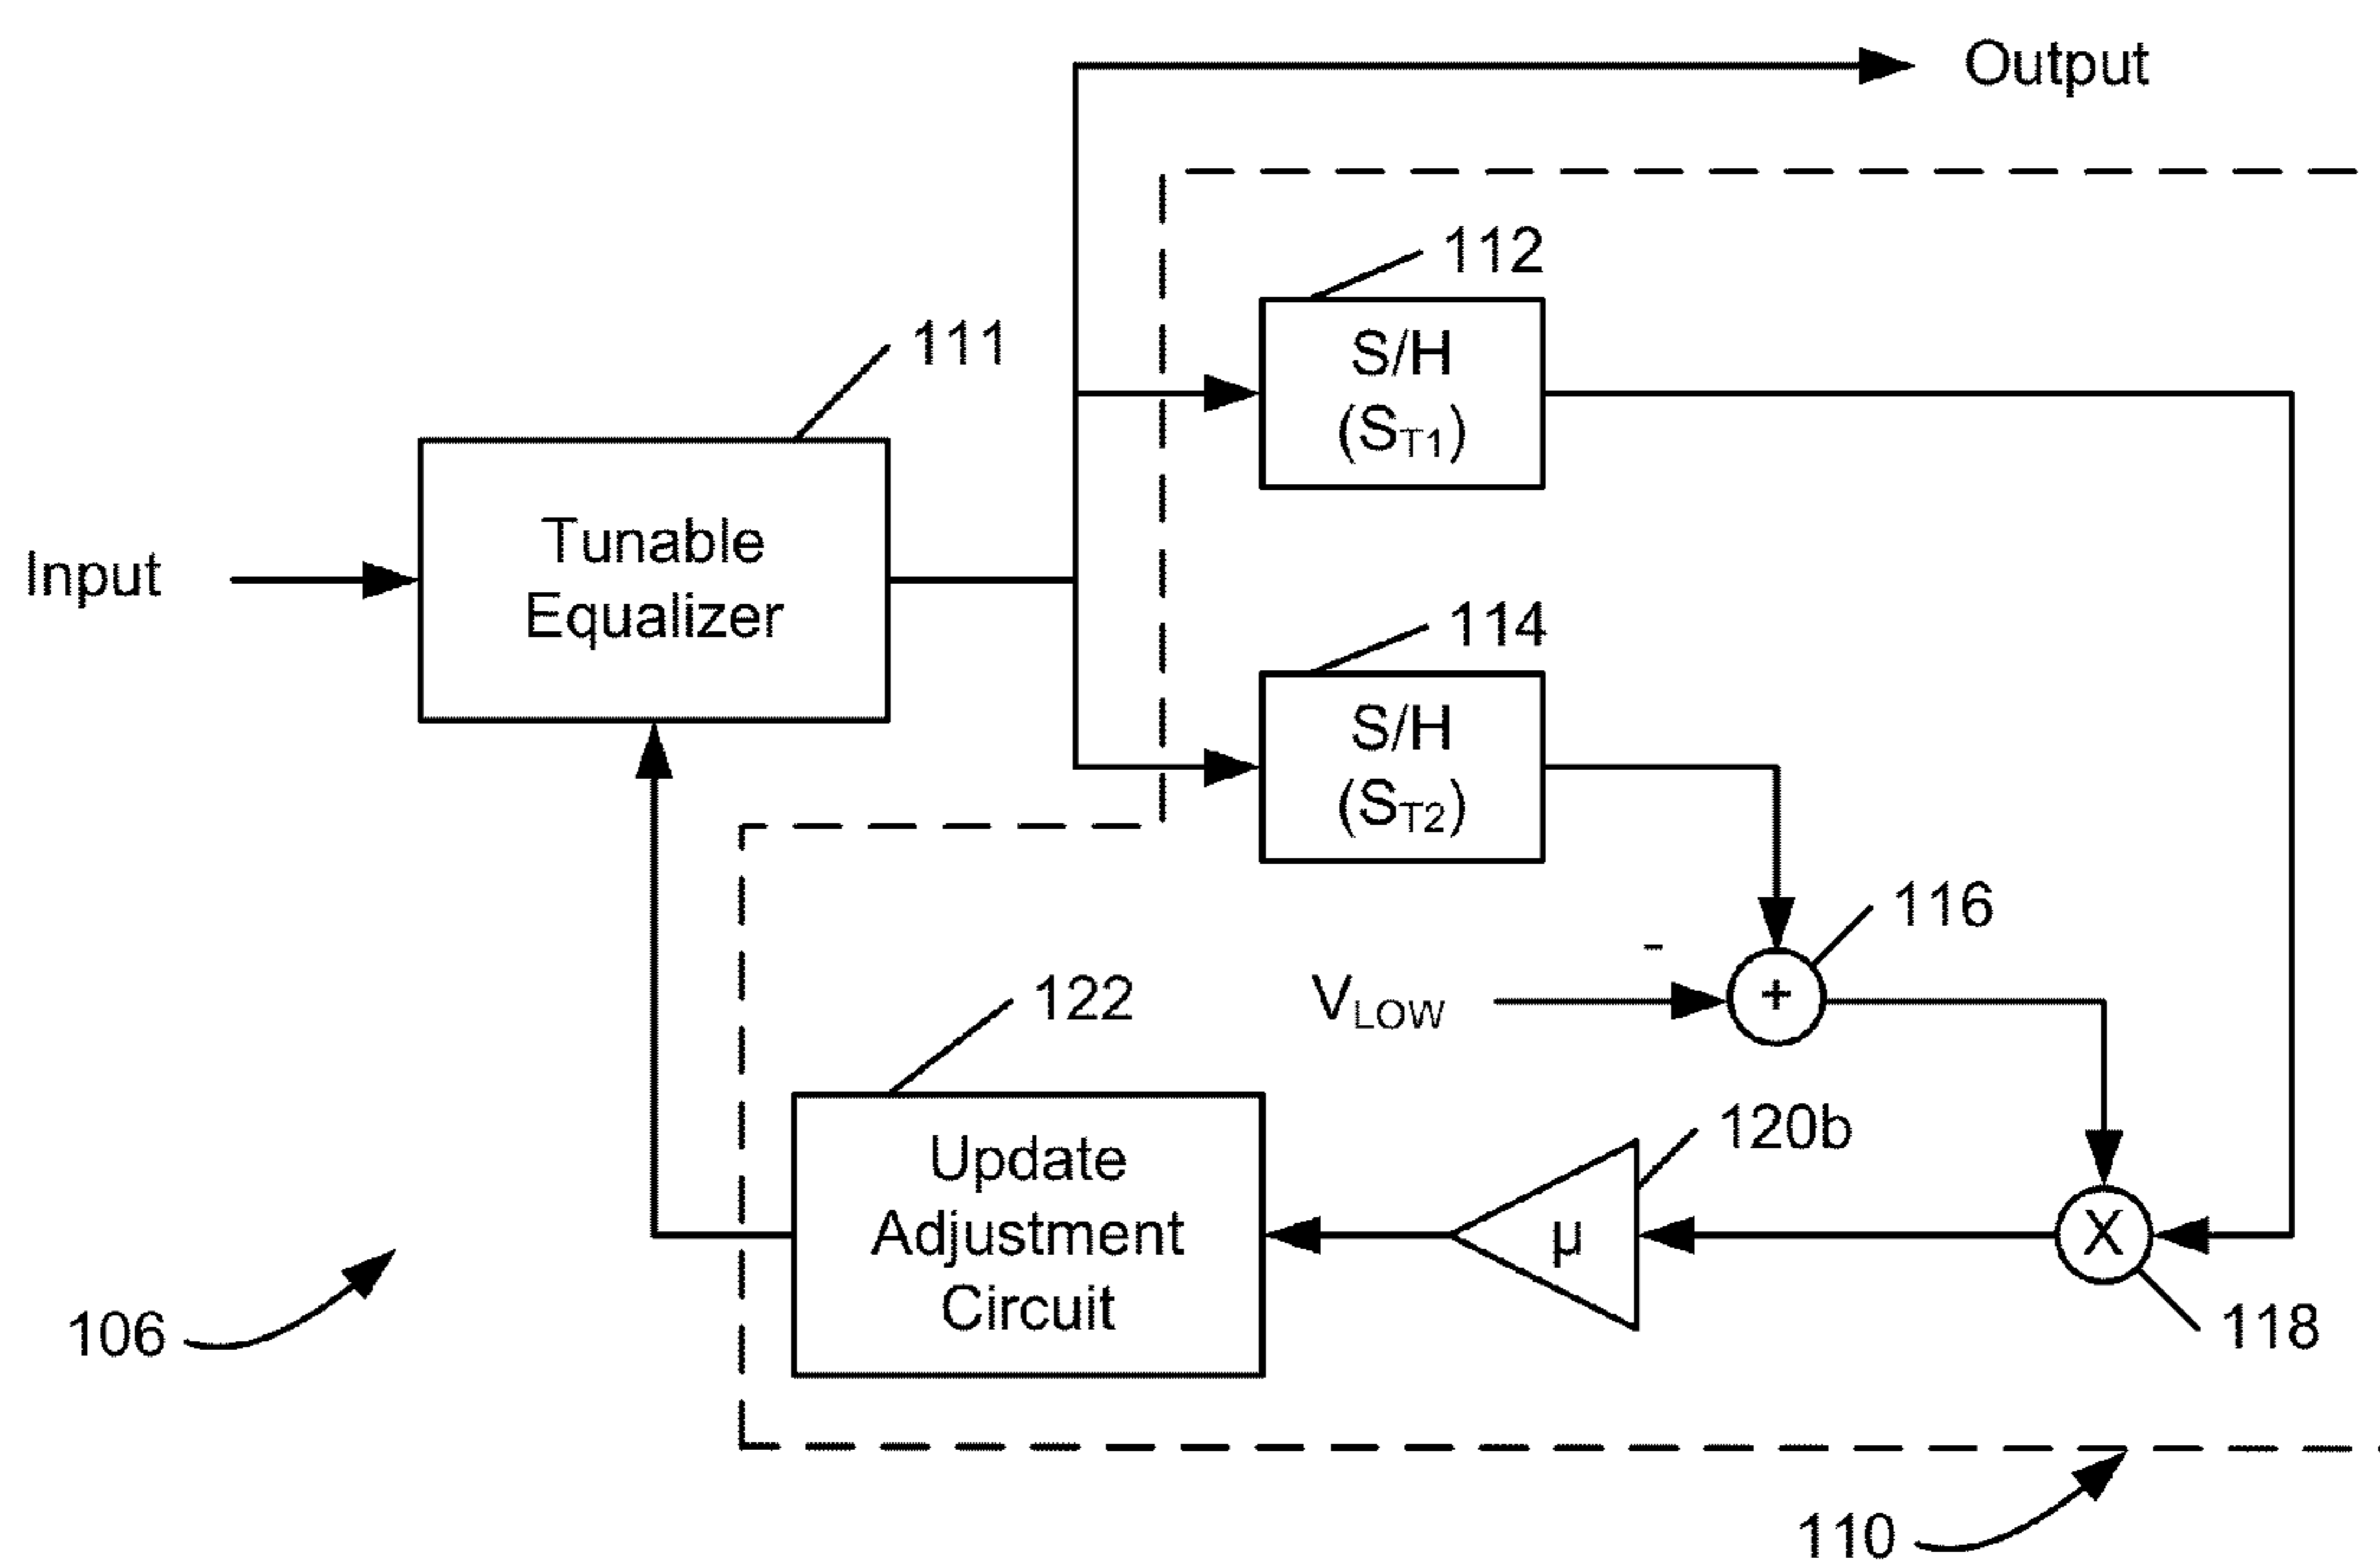 Output
112
S/H
(ST1)
111
Tunable
Equalizer
Input
114
S/H
(ST2)
116
-
VLOW
+
122
120b
Update
Adjustment
Circuit
µ
X
118
106
110